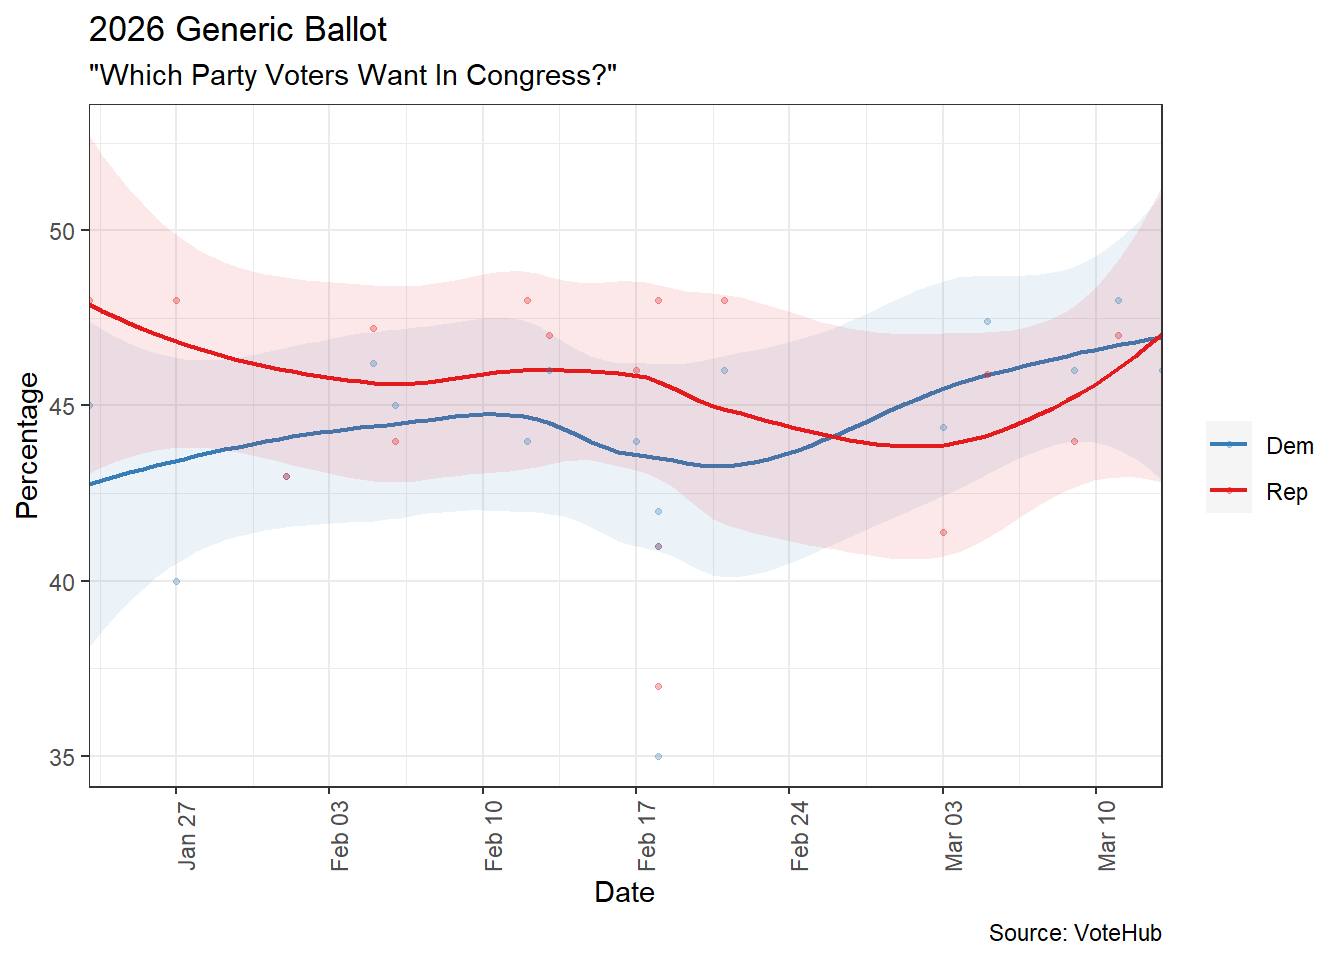 2026 Generic Ballot
"Which Party Voters Want In Congress?"
Percentage
50
45
40
35
Jan 27
Feb 03
Feb 10
Feb 17
Feb 24
Mar 03
Mar 10
Date
Dem
Rep
Source: VoteHub